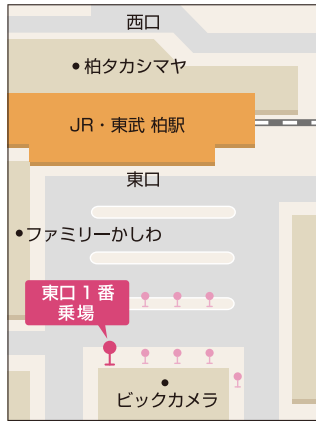 西口
柏タカシマヤ
JR・東武 柏駅
東口
ファミリーかしわ
東口1番
乗場
ビックカメラ